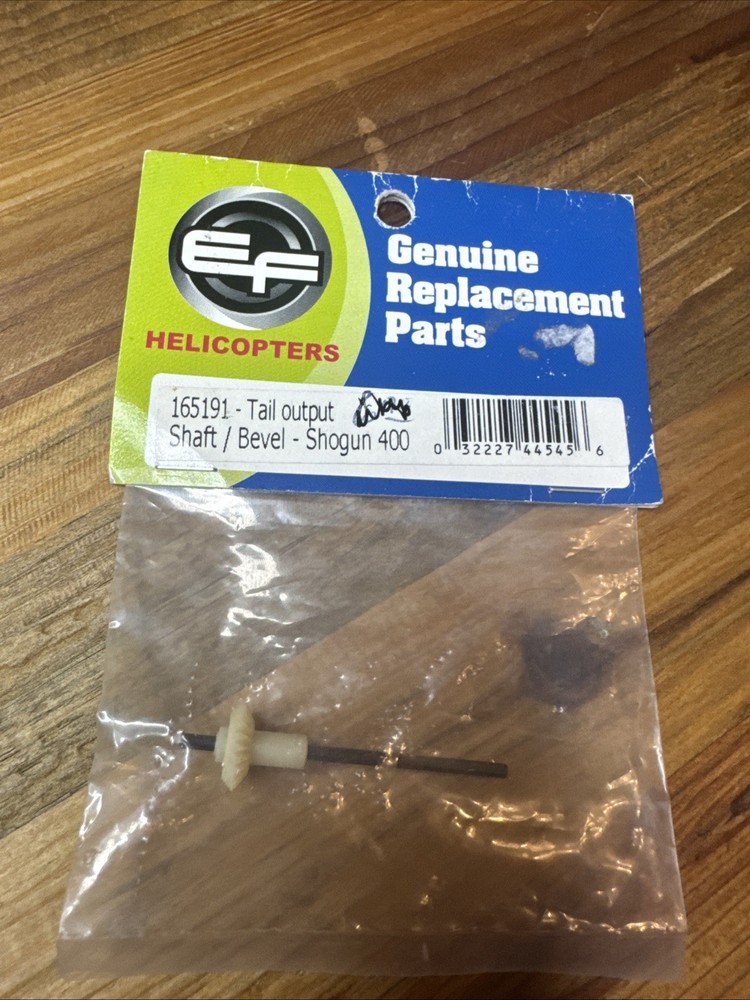 EF
HELICOPTERS
Genuine
Replacement
Parts
165191 - Tail output
Shaft / Bevel - Shogun 400
0 32227 44545 6